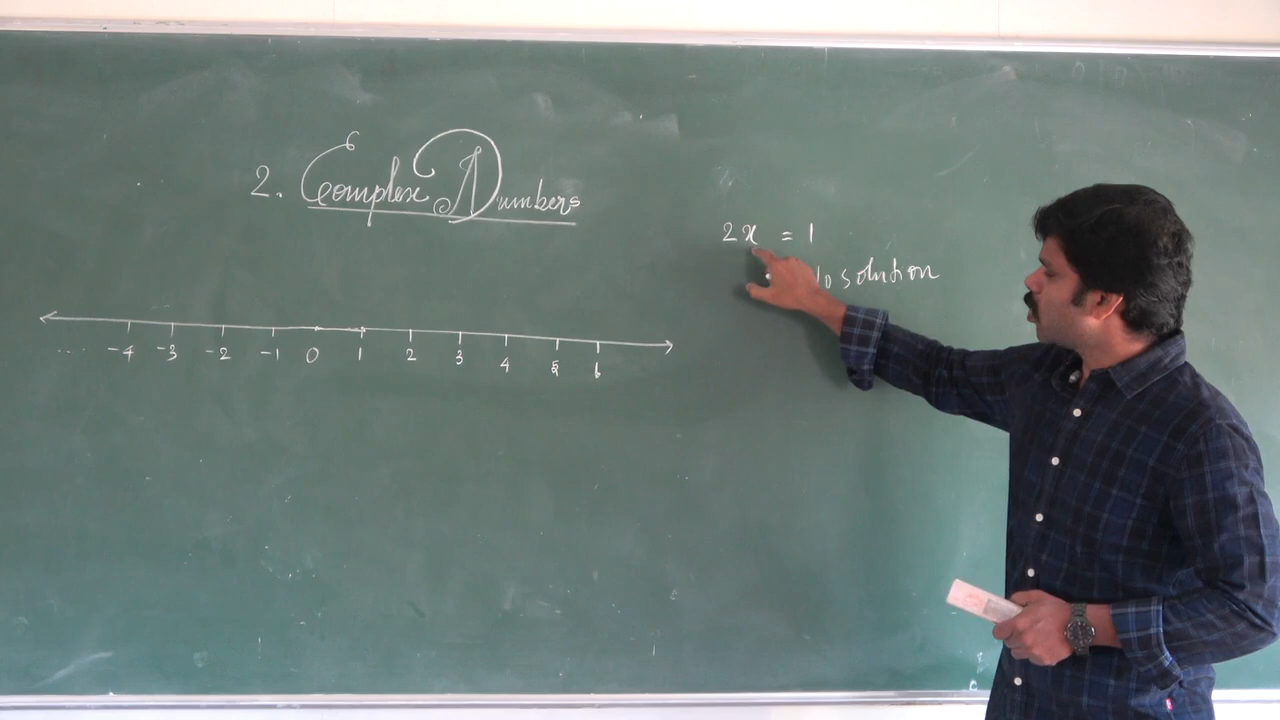 2. Complex Numbers
2x = 1
solution
.... -4 -3 -2 -1 0 1 2 3 4 5 6